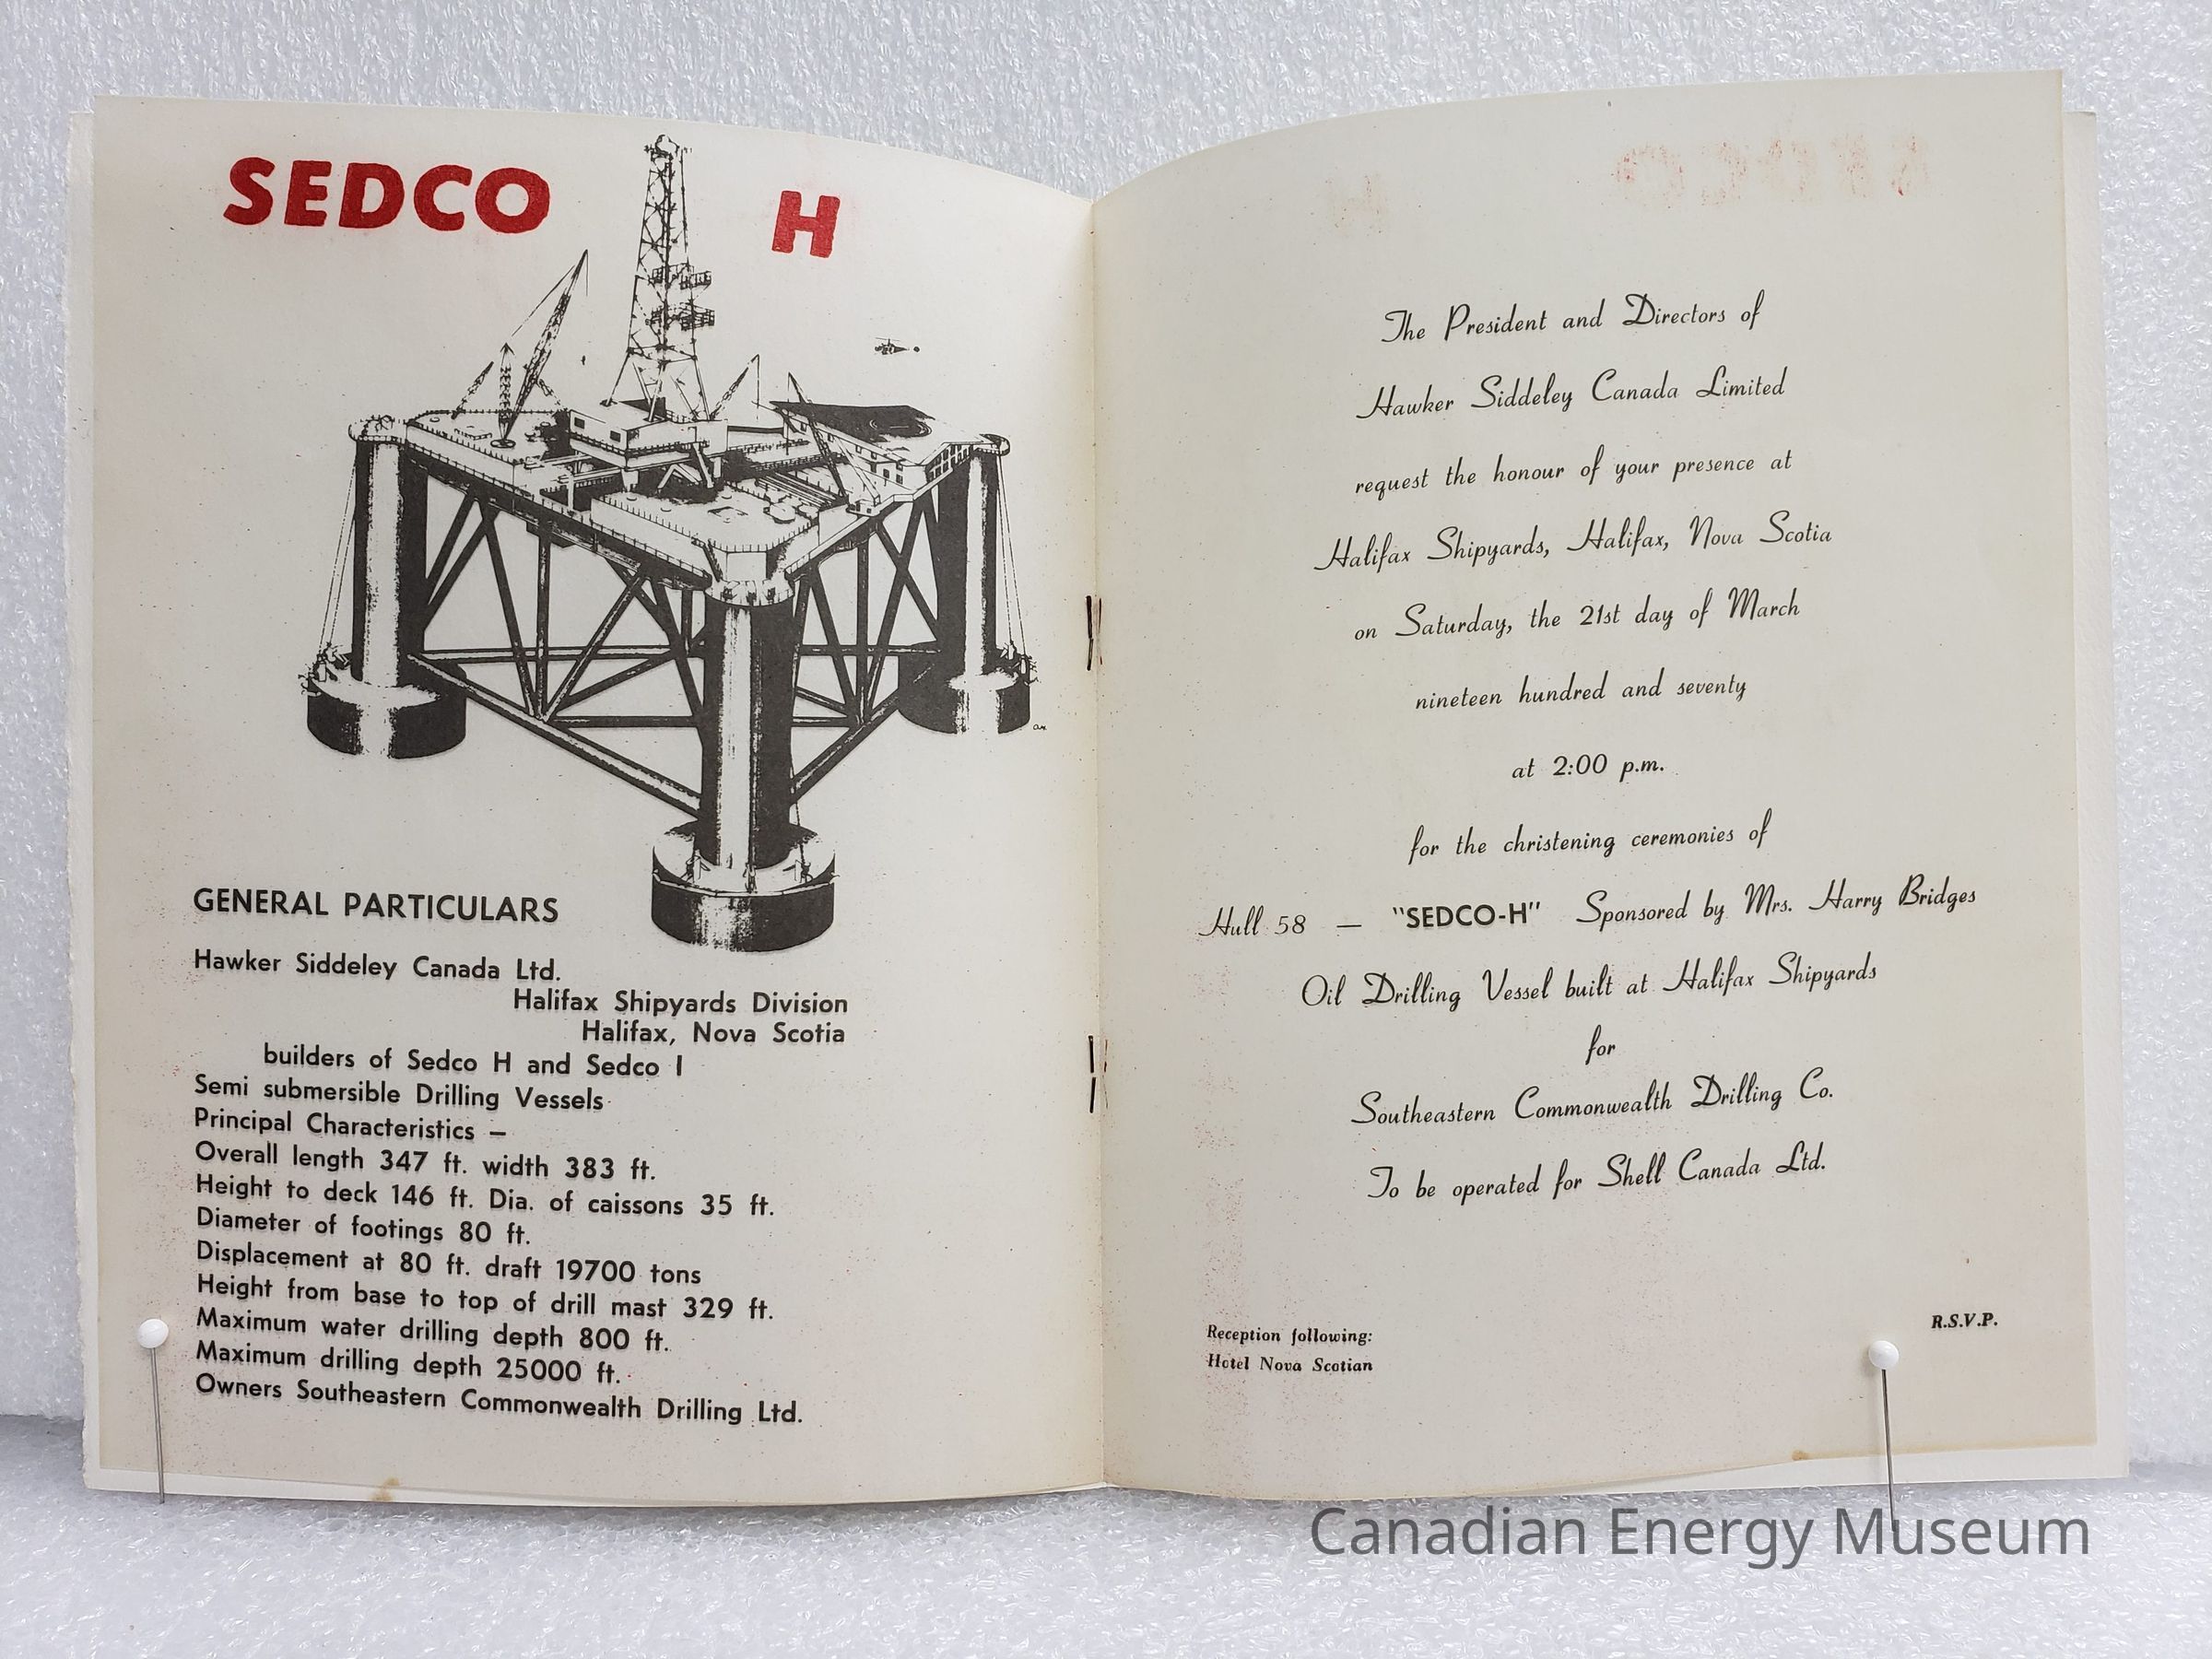 SEDCO H
GENERAL PARTICULARS
Hawker Siddeley Canada Ltd.
Halifax Shipyards Division
Halifax, Nova Scotia
builders of Sedco H and Sedco I
Semi submersible Drilling Vessels
Principal Characteristics –
Overall length 347 ft. width 383 ft.
Height to deck 146 ft. Dia. of caissons 35 ft.
Diameter of footings 80 ft.
Displacement at 80 ft. draft 19700 tons
Height from base to top of drill mast 329 ft.
Maximum water drilling depth 800 ft.
Maximum drilling depth 25000 ft.
Owners Southeastern Commonwealth Drilling Ltd.
The President and Directors of
Hawker Siddeley Canada Limited
request the honour of your presence at
Halifax Shipyards, Halifax, Nova Scotia
on Saturday, the 21st day of March
nineteen hundred and seventy
at 2:00 p.m.
for the christening ceremonies of
Hull 58 — "SEDCO-H" Sponsored by Mrs. Harry Bridges
Oil Drilling Vessel built at Halifax Shipyards
for
Southeastern Commonwealth Drilling Co.
To be operated for Shell Canada Ltd.
R.S.V.P.
Reception following:
Hotel Nova Scotian
Canadian Energy Museum